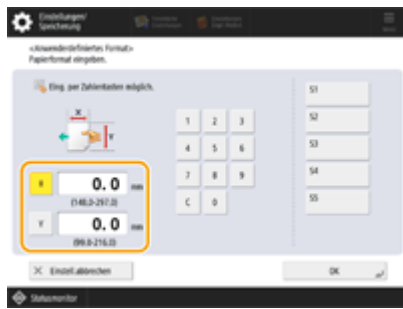 Einstellungen/
Speicherung
<Anwenderdefiniertes Format>
Papierformat eingeben.
Eing. per Zahlentasten möglich.
X
Y
1 2 3
4 5 6
7 8 9
C 0
X 0.0 mm
(148.0-297.0)
Y 0.0 mm
(99.0-216.0)
S1
S2
S3
S4
S5
Einstell.abbrechen
OK
Statusmonitor